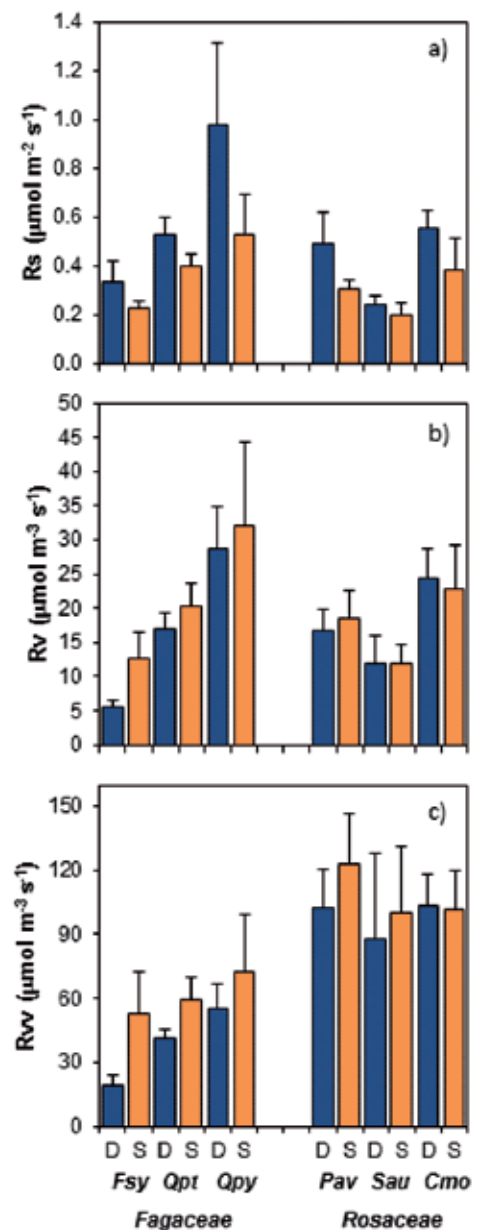 a)
Rs (µmol m⁻² s⁻¹)
1.4
1.2
1.0
0.8
0.6
0.4
0.2
0.0
b)
Rv (µmol m⁻³ s⁻¹)
50
45
40
35
30
25
20
15
10
5
0
c)
Rvv (µmol m⁻³ s⁻¹)
150
120
90
60
30
0
D S D S D S D S D S D S
Fsy Qpt Qpy Pav Sau Cmo
Fagaceae Rosaceae